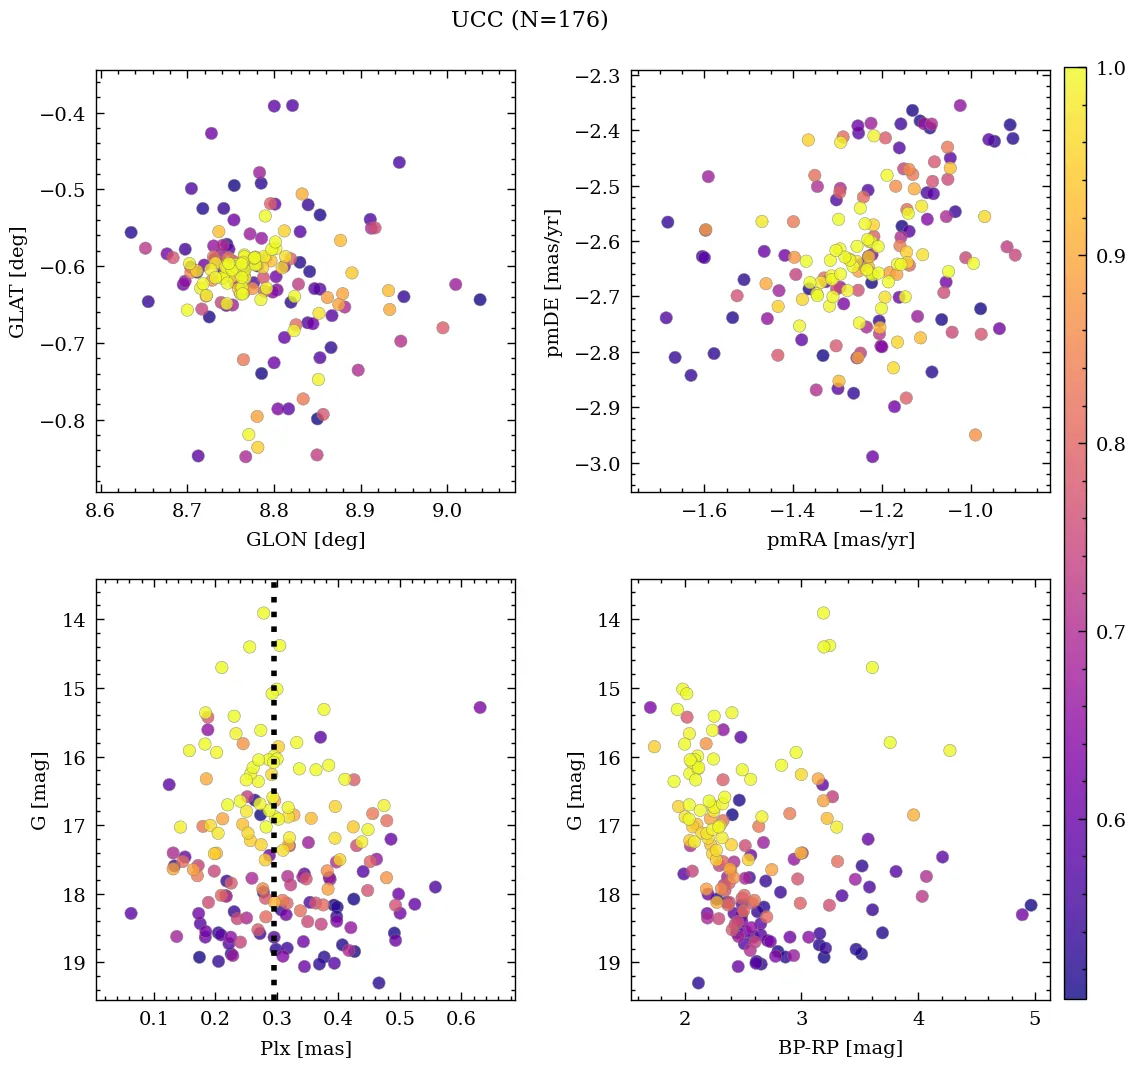 UCC (N=176)
−0.4
−0.5
−0.6
−0.7
−0.8
GLAT [deg]
8.6 8.7 8.8 8.9 9.0
GLON [deg]
−2.3
−2.4
−2.5
−2.6
−2.7
−2.8
−2.9
−3.0
pmDE [mas/yr]
−1.6 −1.4 −1.2 −1.0
pmRA [mas/yr]
1.0
0.9
0.8
0.7
0.6
14
15
16
17
18
19
G [mag]
0.1 0.2 0.3 0.4 0.5 0.6
Plx [mas]
14
15
16
17
18
19
G [mag]
2 3 4 5
BP-RP [mag]